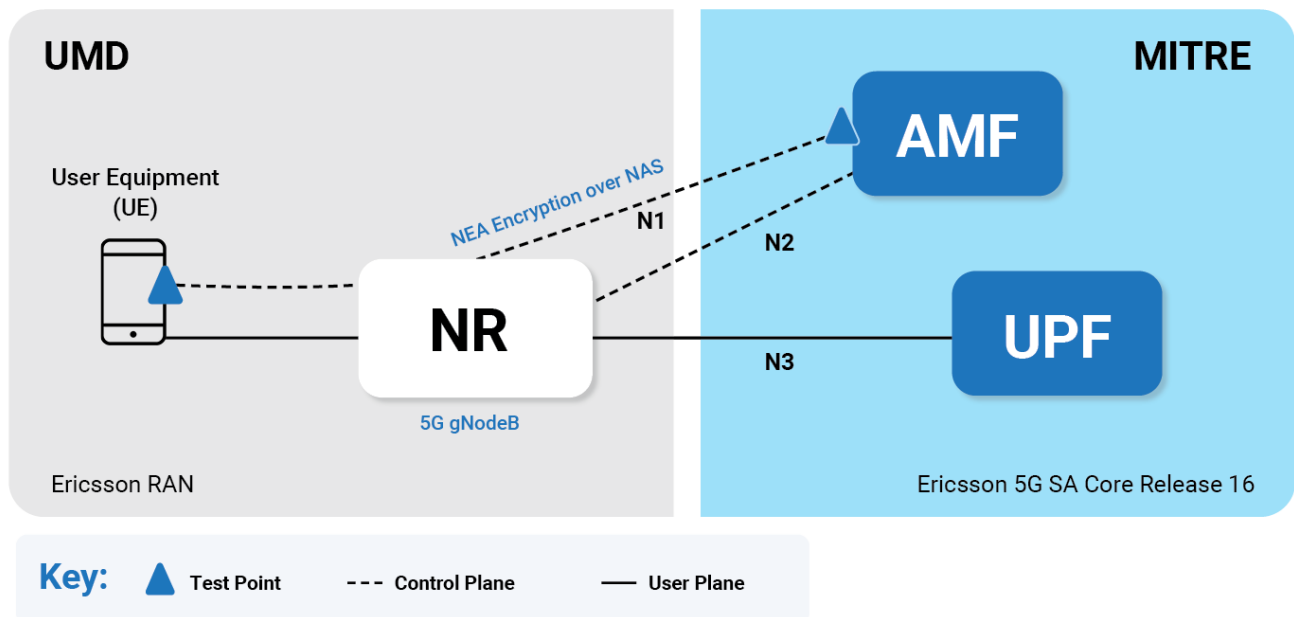 UMD
MITRE
AMF
User Equipment
(UE)
NEA Encryption over NAS
N1
N2
NR
UPF
N3
5G gNodeB
Ericsson RAN
Ericsson 5G SA Core Release 16
Key:
Test Point
Control Plane
User Plane